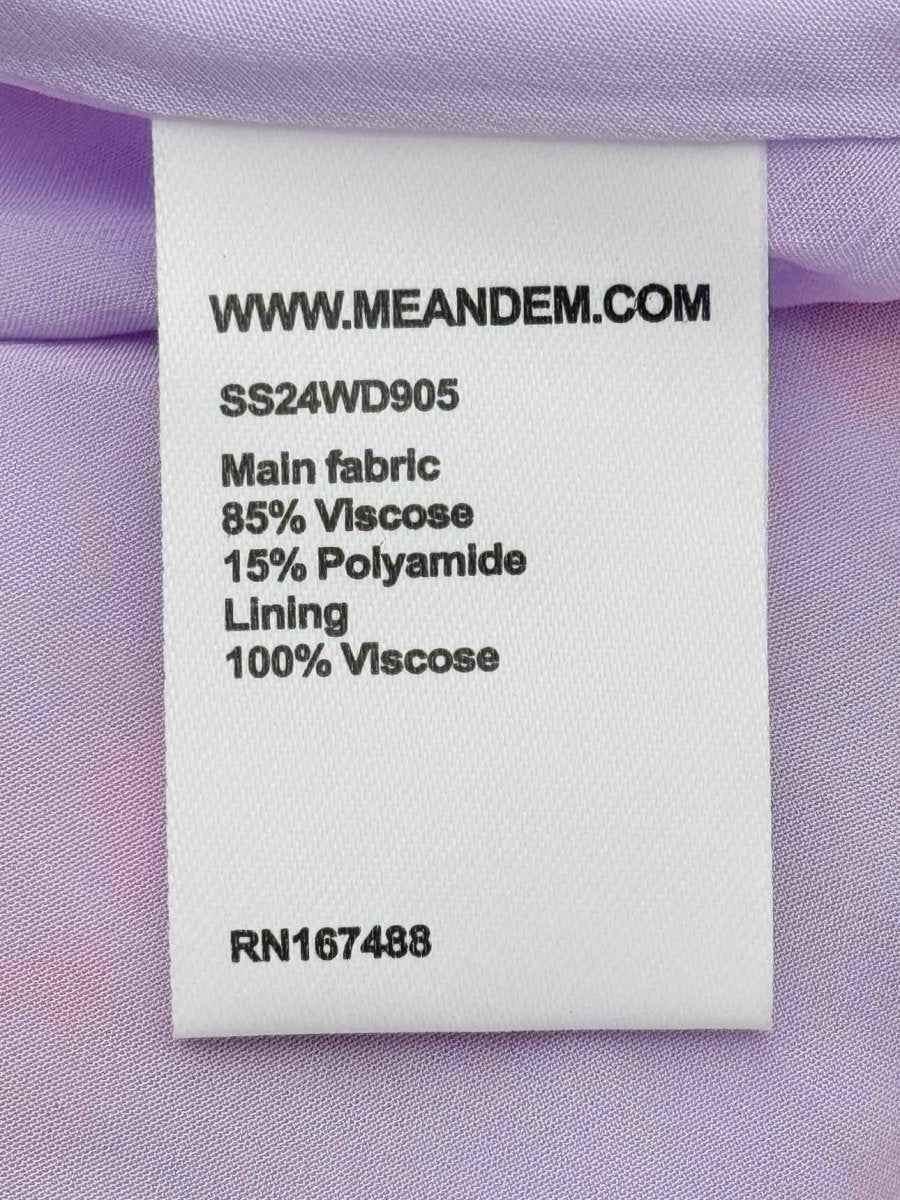 WWW.MEANDEM.COM
SS24WD905
Main fabric
85% Viscose
15% Polyamide
Lining
100% Viscose
RN167488